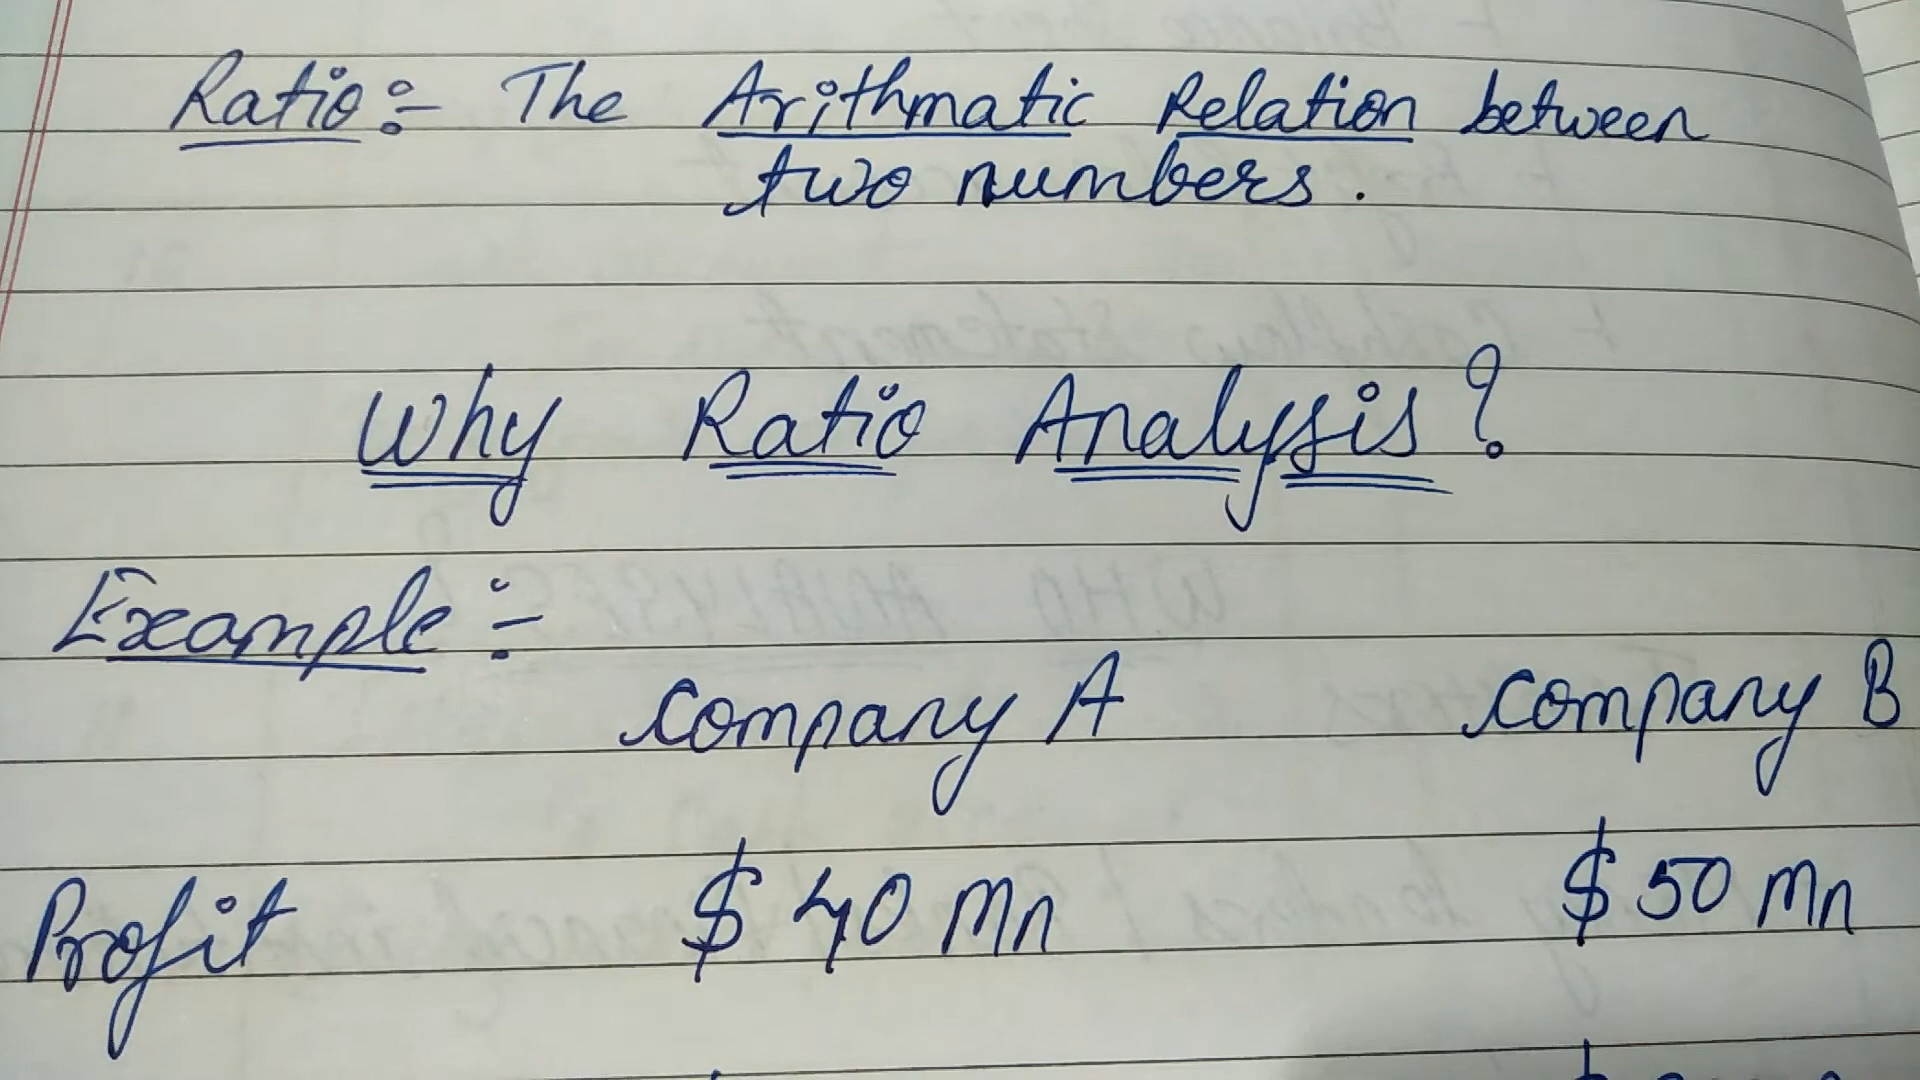 Ratio:- The Arithmatic Relation between
two numbers.
Why Ratio Analysis?
Example:-
Company A Company B
Profit $ 40 Mn $ 50 Mn